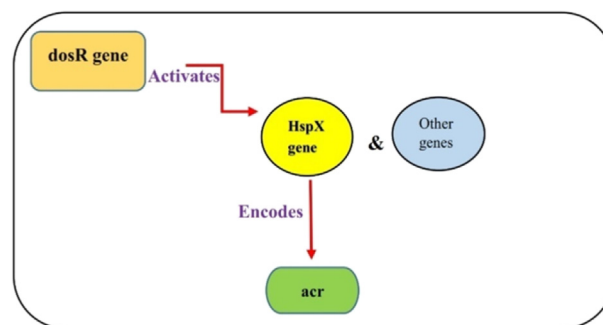 dosR gene
Activates
HspX
gene
&
Other
genes
Encodes
acr